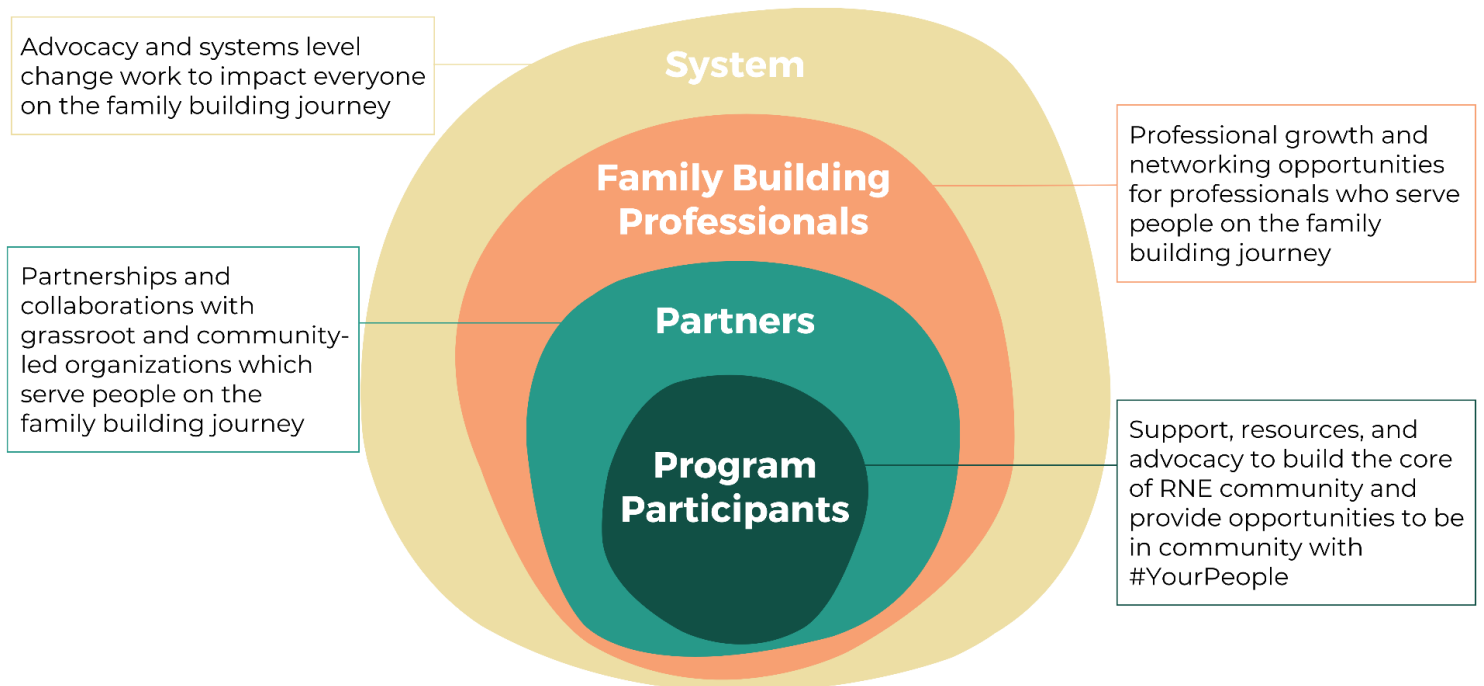 Advocacy and systems level
change work to impact everyone
on the family building journey
System
Professional growth and
networking opportunities
for professionals who serve
people on the family
building journey
Family Building
Professionals
Partnerships and
collaborations with
grassroot and community-
led organizations which
serve people on the
family building journey
Partners
Program
Participants
Support, resources, and
advocacy to build the core
of RNE community and
provide opportunities to be
in community with
#YourPeople